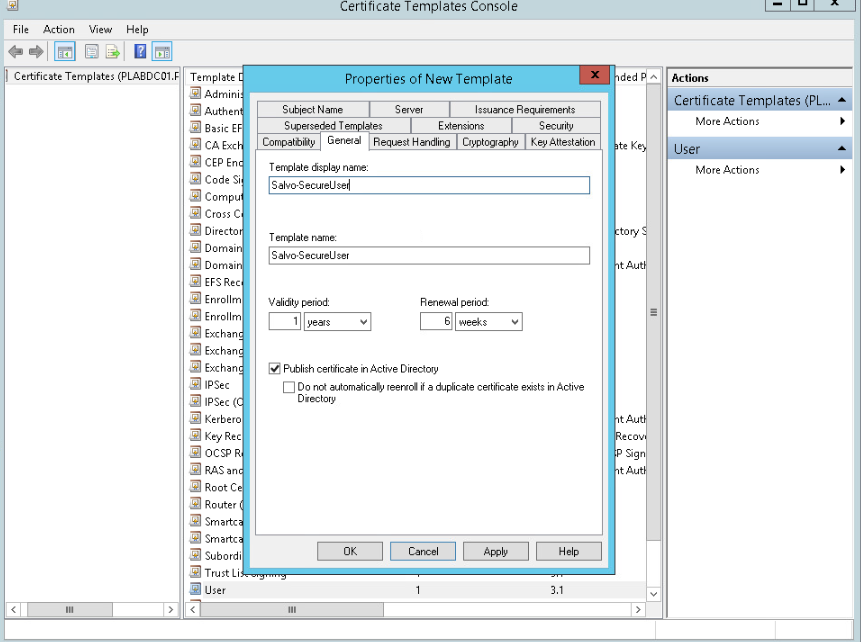 Certificate Templates Console
File Action View Help
Certificate Templates (PLABDC01.P
Template D
nded P
Adminis
Authent
Basic EF
CA Exch
ate Key
CEP Enc
Code Si
Comput
Cross Ce
Director
ctory S
Domain
Domain
nt Auth
EFS Rec
Enrollm
Enrollm
Exchang
Exchang
Exchang
IPSec
IPSec (O
Kerbero
nt Auth
Key Rec
Recov
OCSP R
P Sign
RAS and
nt Auth
Root Ce
Router (
Smartca
Smartca
Subordi
Trust List Signing
User 1 3.1
Properties of New Template
x
Subject Name Server Issuance Requirements
Superseded Templates Extensions Security
Compatibility General Request Handling Cryptography Key Attestation
Template display name:
Salvo-SecureUser
Template name:
Salvo-SecureUser
Validity period:
1 years
Renewal period:
6 weeks
Publish certificate in Active Directory
Do not automatically reenroll if a duplicate certificate exists in Active
Directory
OK Cancel Apply Help
Actions
Certificate Templates (PL...
More Actions
User
More Actions